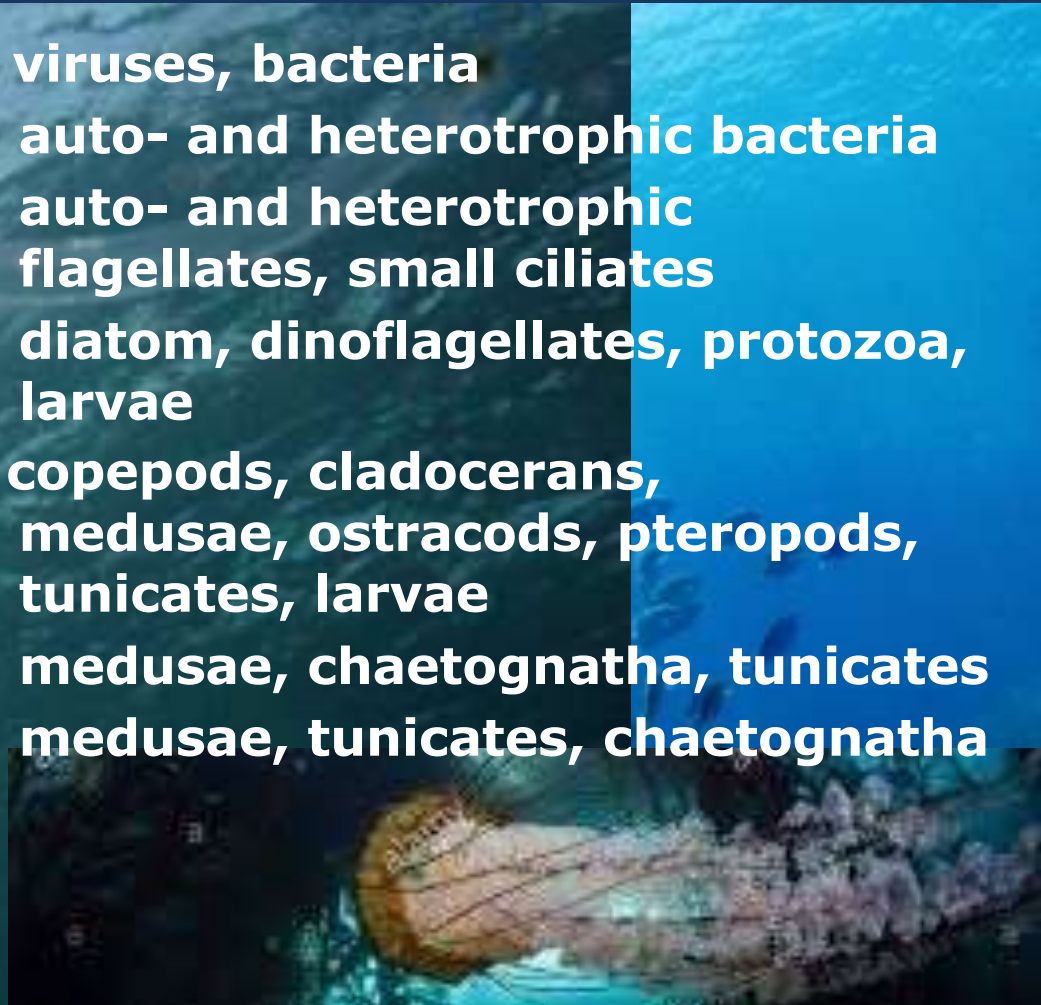 viruses, bacteria
auto- and heterotrophic bacteria
auto- and heterotrophic
flagellates, small ciliates
diatom, dinoflagellates, protozoa,
larvae
copepods, cladocerans,
medusae, ostracods, pteropods,
tunicates, larvae
medusae, chaetognatha, tunicates
medusae, tunicates, chaetognatha